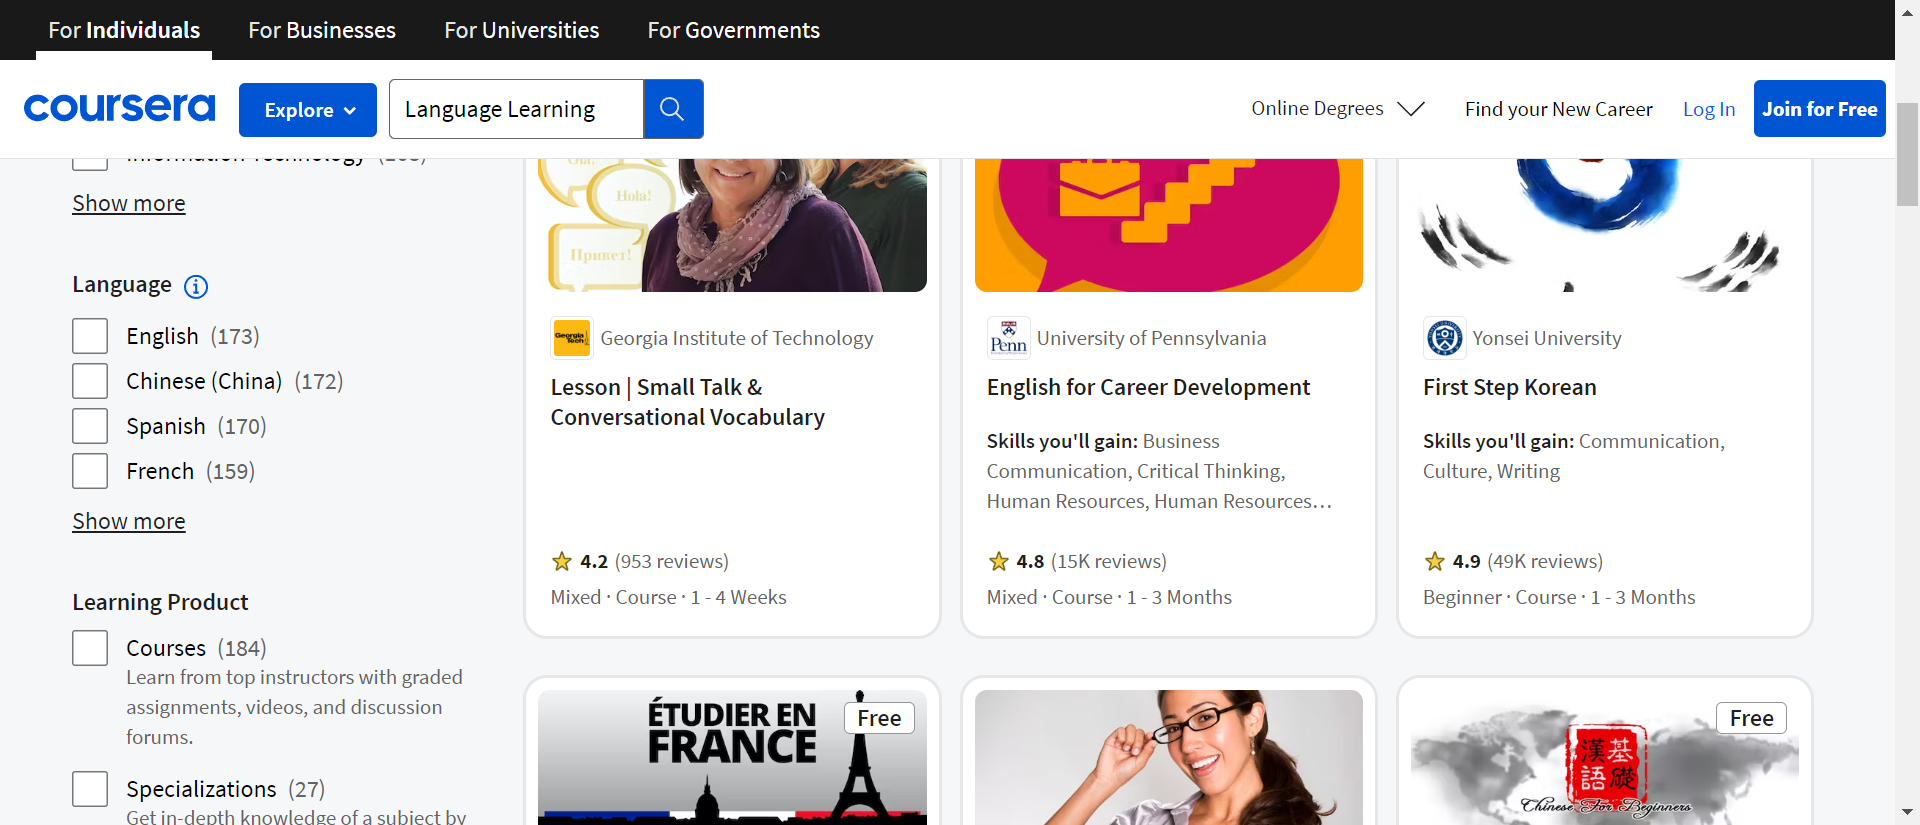 For Individuals
For Businesses
For Universities
For Governments
coursera
Explore
Language Learning
Online Degrees
Find your New Career
Log In
Join for Free
Information Technology
Show more
Language
English (173)
Chinese (China) (172)
Spanish (170)
French (159)
Show more
Learning Product
Courses (184)
Learn from top instructors with graded
assignments, videos, and discussion
forums.
Specializations (27)
Get in-depth knowledge of a subject by
Hola!
Привет!
Georgia Tech
Georgia Institute of Technology
Lesson | Small Talk &
Conversational Vocabulary
4.2 (953 reviews)
Mixed · Course · 1 - 4 Weeks
Penn
University of Pennsylvania
English for Career Development
Skills you'll gain: Business
Communication, Critical Thinking,
Human Resources, Human Resources…
4.8 (15K reviews)
Mixed · Course · 1 - 3 Months
Yonsei University
First Step Korean
Skills you'll gain: Communication,
Culture, Writing
4.9 (49K reviews)
Beginner · Course · 1 - 3 Months
ÉTUDIER EN
FRANCE
Free
Free
漢基
語礎
Chinese For Beginners